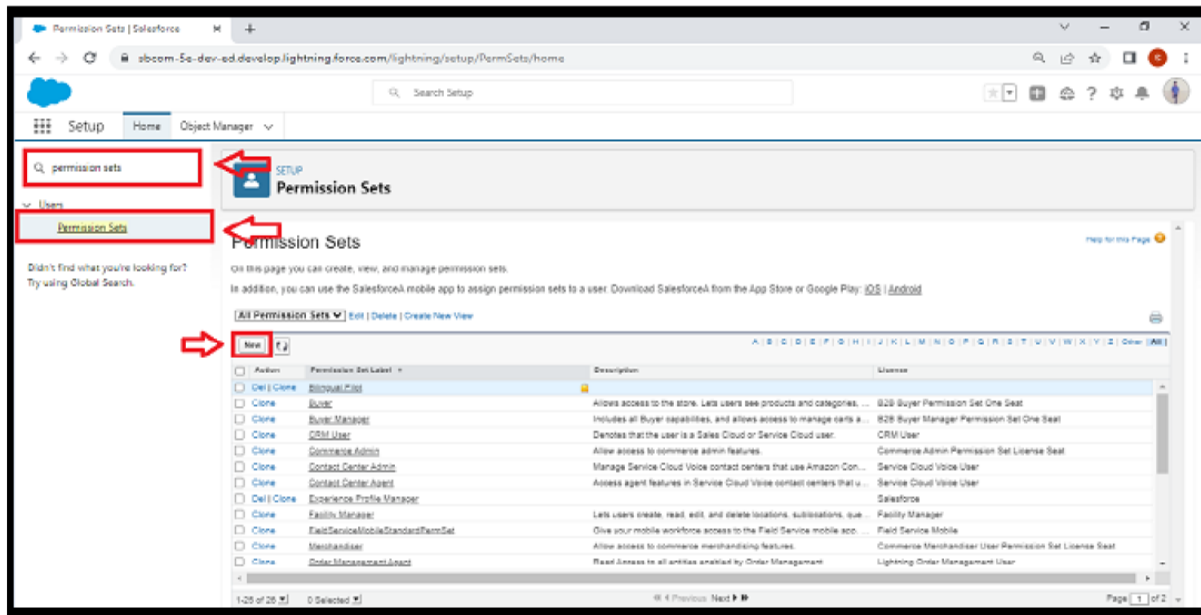 Permission Sets | Salesforce
sbcom-5e-dev-ed.develop.lightning.force.com/lightning/setup/PermSets/home
Search Setup
Setup Home Object Manager
permission sets
SETUP
Permission Sets
Users
Permission Sets
Didn't find what you're looking for?
Try using Global Search.
Permission Sets
Help for this Page
On this page you can create, view, and manage permission sets.
In addition, you can use the SalesforceA mobile app to assign permission sets to a user. Download SalesforceA from the App Store or Google Play: iOS | Android
All Permission Sets Edit | Delete | Create New View
New A | B | C | D | E | F | G | H | I | J | K | L | M | N | O | P | Q | R | S | T | U | V | W | X | Y | Z | Other | All
Action Permission Set Label Description License
Del | Clone Bilingual Pilot
Clone Buyer Allows access to the store. Lets users see products and categories, ... B2B Buyer Permission Set One Seat
Clone Buyer Manager Includes all Buyer capabilities, and allows access to manage carts a... B2B Buyer Manager Permission Set One Seat
Clone CRM User Denotes that the user is a Sales Cloud or Service Cloud user. CRM User
Clone Commerce Admin Allow access to commerce admin features. Commerce Admin Permission Set License Seat
Clone Contact Center Admin Manage Service Cloud Voice contact centers that use Amazon Con... Service Cloud Voice User
Clone Contact Center Agent Access agent features in Service Cloud Voice contact centers that u... Service Cloud Voice User
Del | Clone Experience Profile Manager Salesforce
Clone Facility Manager Lets users create, read, edit, and delete locations, sublocations, que... Facility Manager
Clone FieldServiceMobileStandardPermSet Give your mobile workforce access to the Field Service mobile app. ... Field Service Mobile
Clone Merchandiser Allow access to commerce merchandising features. Commerce Merchandiser User Permission Set License Seat
Clone Order Management Agent Read Access to all entities enabled by Order Management Lightning Order Management User
1-25 of 26 0 Selected Previous Next Page 1 of 2